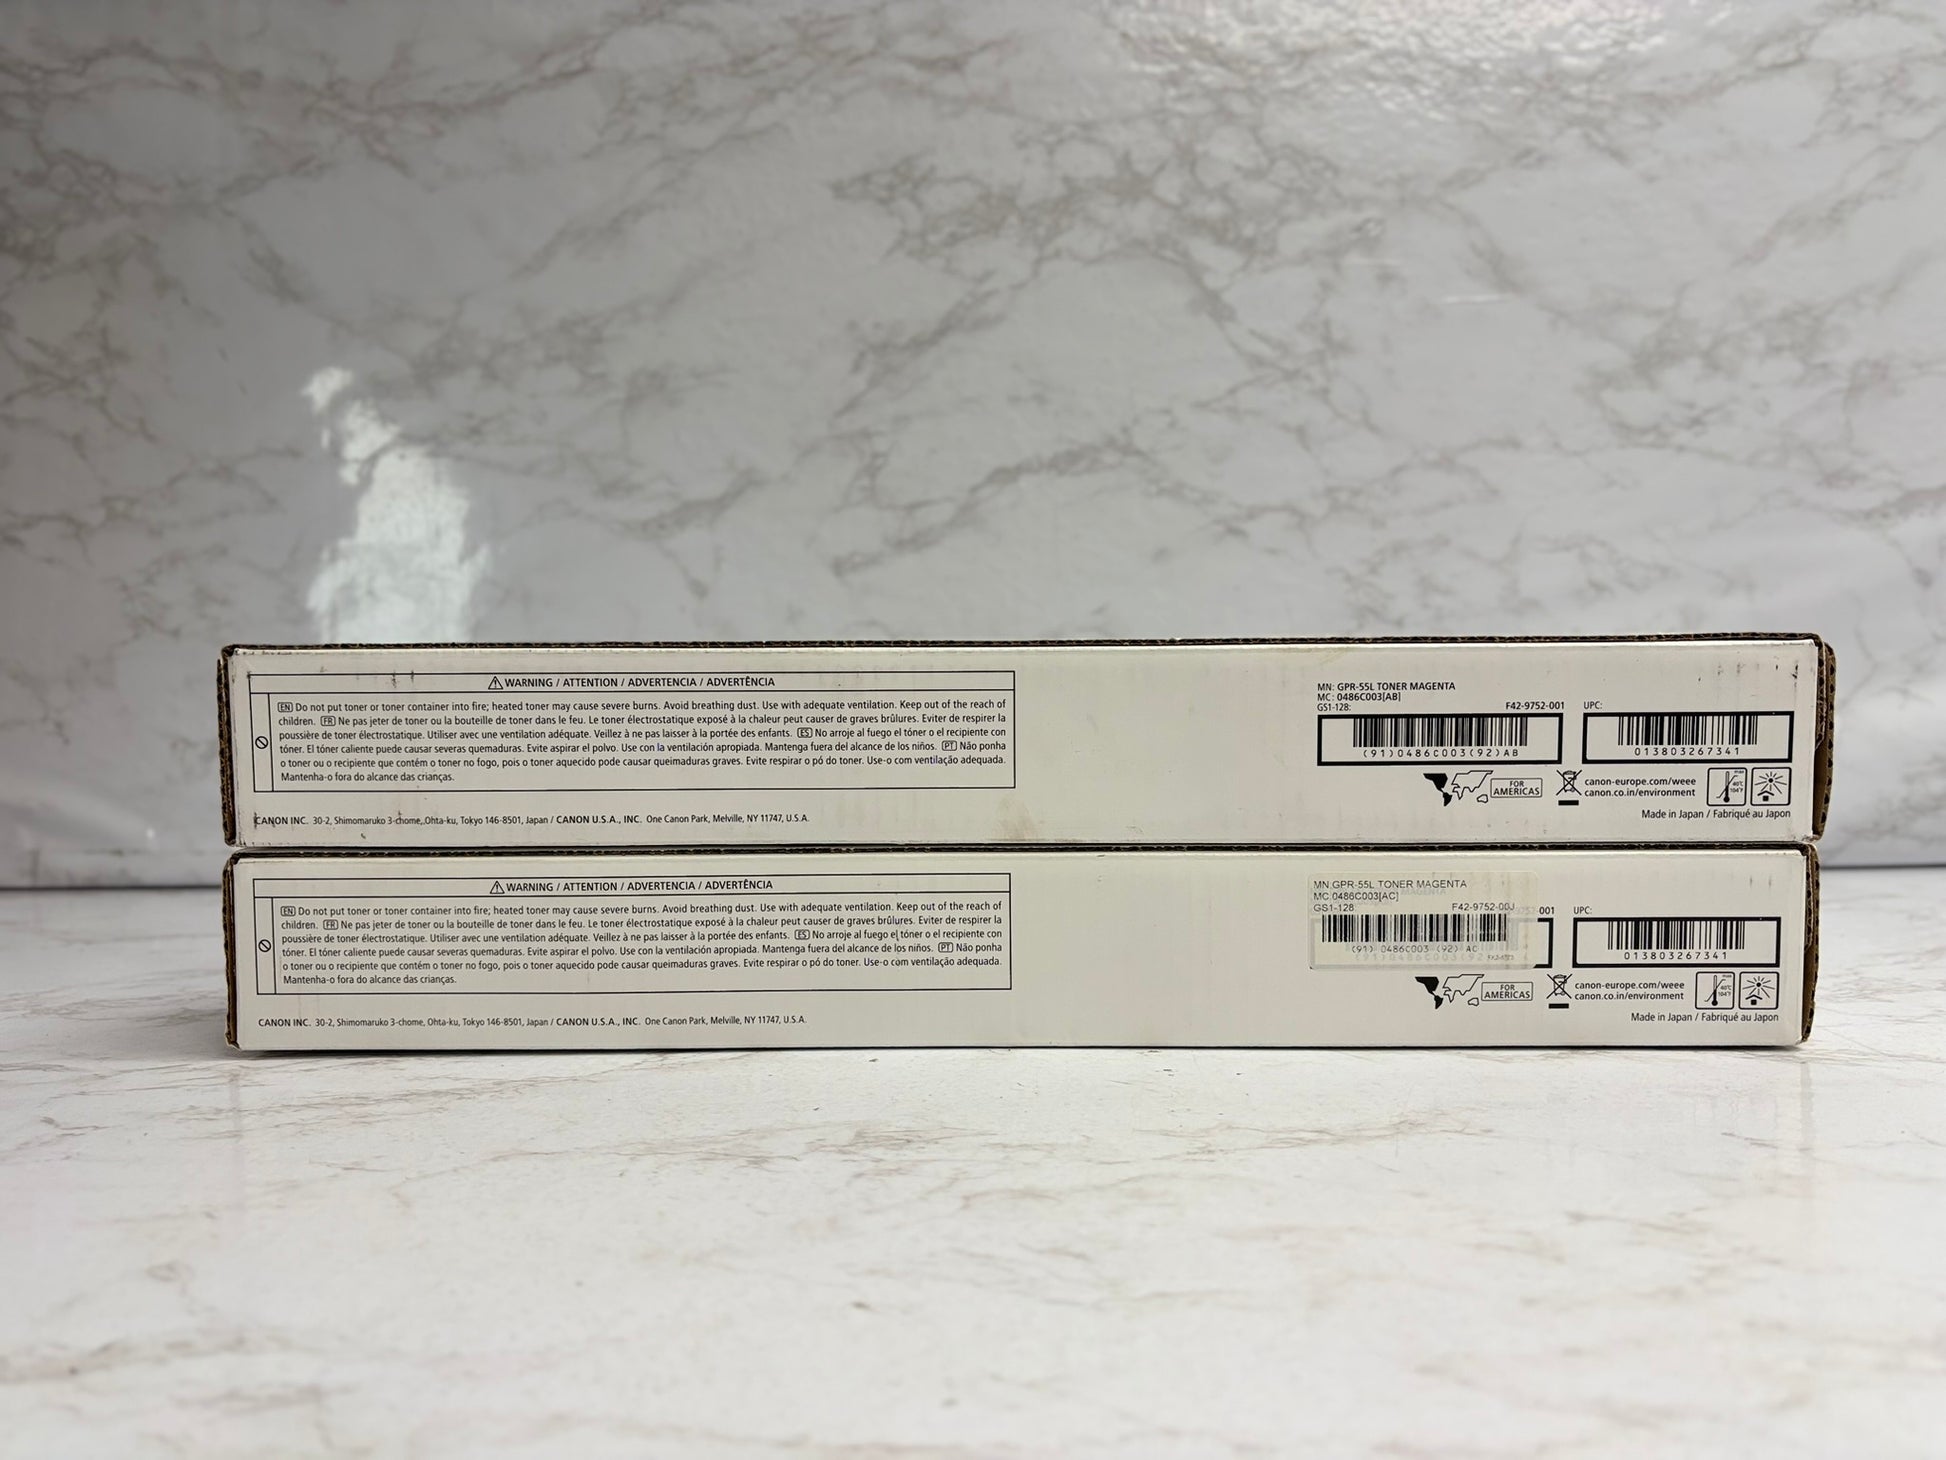 WARNING / ATTENTION / ADVERTENCIA / ADVERTÊNCIA
EN Do not put toner or toner container into fire; heated toner may cause severe burns. Avoid breathing dust. Use with adequate ventilation. Keep out of the reach of
children. FR Ne pas jeter de toner ou la bouteille de toner dans le feu. Le toner électrostatique exposé à la chaleur peut causer de graves brûlures. Eviter de respirer la
poussière de toner électrostatique. Utiliser avec une ventilation adéquate. Veillez à ne pas laisser à la portée des enfants. ES No arroje al fuego el tóner o el recipiente con
tóner. El tóner caliente puede causar severas quemaduras. Evite aspirar el polvo. Use con la ventilación apropiada. Mantenga fuera del alcance de los niños. PT Não ponha
o toner ou o recipiente que contém o toner no fogo, pois o toner aquecido pode causar queimaduras graves. Evite respirar o pó do toner. Use-o com ventilação adequada.
Mantenha-o fora do alcance das crianças.
CANON INC. 30-2, Shimomaruko 3-chome, Ohta-ku, Tokyo 146-8501, Japan / CANON U.S.A., INC. One Canon Park, Melville, NY 11747, U.S.A.
MN: GPR-55L TONER MAGENTA
MC: 0486C003[AB]
GS1-128: F42-9752-001 UPC:
(91)0486C003(92)AB 013803267341
FOR
AMERICAS
canon-europe.com/weee
canon.co.in/environment
max
40°C
104°F
Made in Japan / Fabriqué au Japon
WARNING / ATTENTION / ADVERTENCIA / ADVERTÊNCIA
EN Do not put toner or toner container into fire; heated toner may cause severe burns. Avoid breathing dust. Use with adequate ventilation. Keep out of the reach of
children. FR Ne pas jeter de toner ou la bouteille de toner dans le feu. Le toner électrostatique exposé à la chaleur peut causer de graves brûlures. Eviter de respirer la
poussière de toner électrostatique. Utiliser avec une ventilation adéquate. Veillez à ne pas laisser à la portée des enfants. ES No arroje al fuego el tóner o el recipiente con
tóner. El tóner caliente puede causar severas quemaduras. Evite aspirar el polvo. Use con la ventilación apropiada. Mantenga fuera del alcance de los niños. PT Não ponha
o toner ou o recipiente que contém o toner no fogo, pois o toner aquecido pode causar queimaduras graves. Evite respirar o pó do toner. Use-o com ventilação adequada.
Mantenha-o fora do alcance das crianças.
CANON INC. 30-2, Shimomaruko 3-chome, Ohta-ku, Tokyo 146-8501, Japan / CANON U.S.A., INC. One Canon Park, Melville, NY 11747, U.S.A.
MN:GPR-55L TONER MAGENTA
MC:0486C003[AC]
GS1-128: F42-9752-00J 001 UPC:
(91) 0486C003 (92) AC 013803267341
(91)0486C003(92
FOR
AMERICAS
canon-europe.com/weee
canon.co.in/environment
max
40°C
104°F
Made in Japan / Fabriqué au Japon